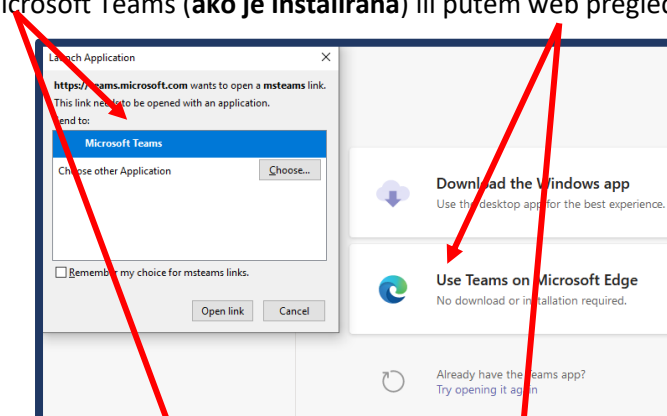 Microsoft Teams (ako je instalirana) ili putem web pregled
Launch Application
https://teams.microsoft.com wants to open a msteams link.
This link needs to be opened with an application.
Send to:
Microsoft Teams
Choose other Application
Choose...
Remember my choice for msteams links.
Open link
Cancel
Download the Windows app
Use the desktop app for the best experience.
Use Teams on Microsoft Edge
No download or installation required.
Already have the Teams app?
Try opening it again